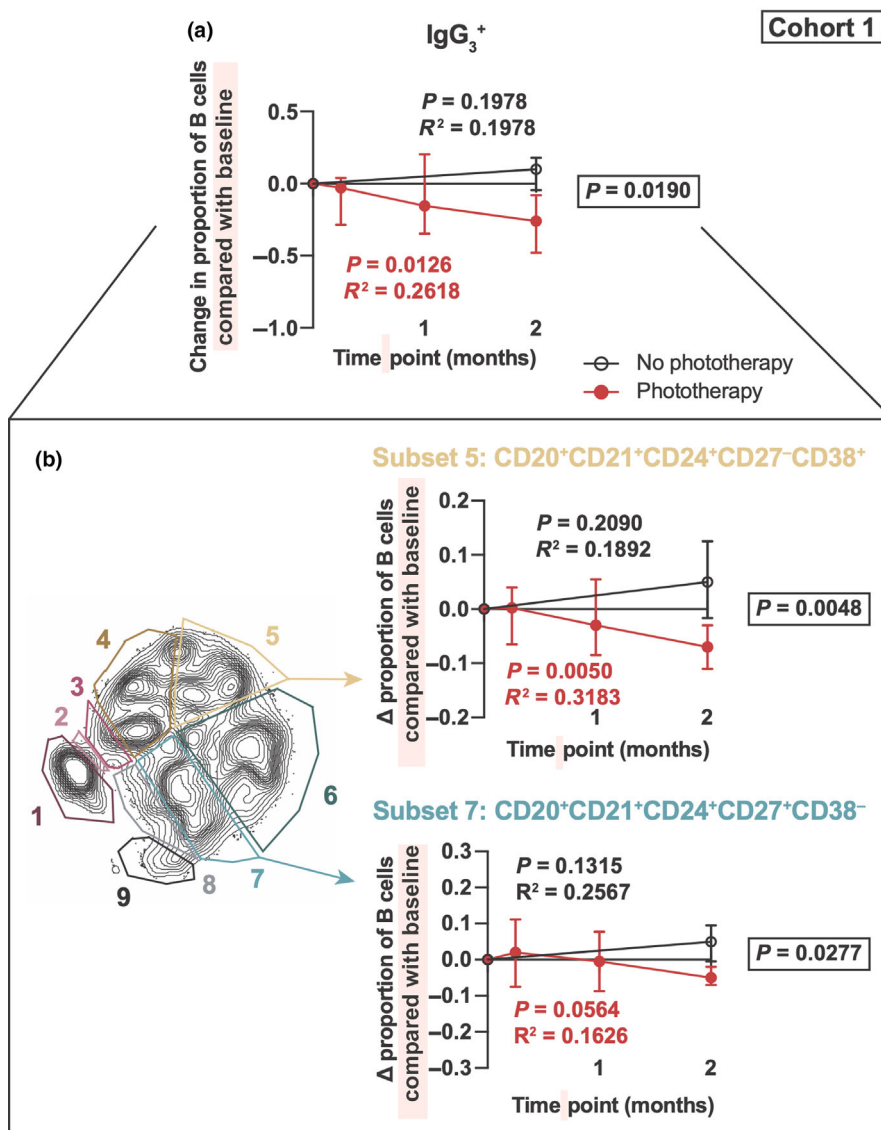 (a)
IgG₃⁺
Cohort 1
Change in proportion of B cells
compared with baseline
0.5
0.0
–0.5
–1.0
P = 0.1978
R² = 0.1978
P = 0.0190
P = 0.0126
R² = 0.2618
1
2
Time point (months)
No phototherapy
Phototherapy
(b)
Subset 5: CD20⁺CD21⁺CD24⁺CD27⁻CD38⁺
Δ proportion of B cells
compared with baseline
0.2
0.1
0.0
–0.1
–0.2
P = 0.2090
R² = 0.1892
P = 0.0048
P = 0.0050
R² = 0.3183
1
2
Time point (months)
4
5
3
2
1
6
7
8
9
Subset 7: CD20⁺CD21⁺CD24⁺CD27⁺CD38⁻
Δ proportion of B cells
compared with baseline
0.3
0.2
0.1
0.0
–0.1
–0.2
–0.3
P = 0.1315
R² = 0.2567
P = 0.0277
P = 0.0564
R² = 0.1626
1
2
Time point (months)